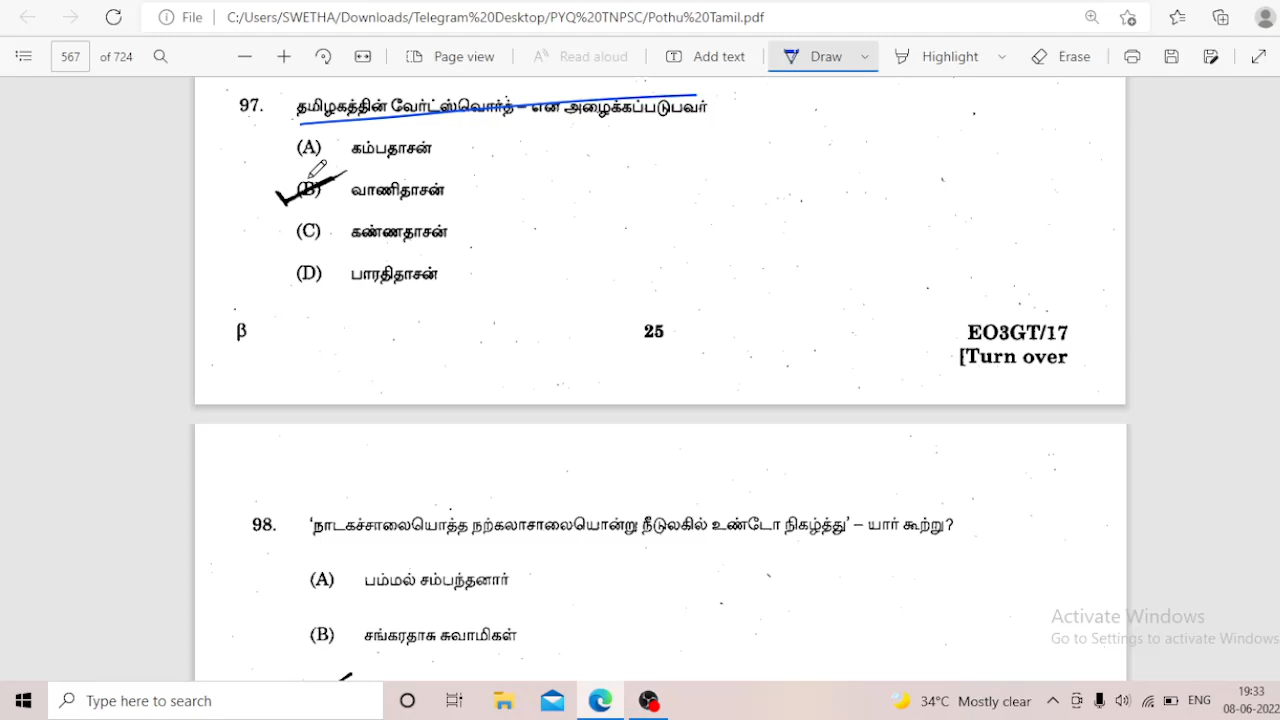 File
C:/Users/SWETHA/Downloads/Telegram%20Desktop/PYQ%20TNPSC/Pothu%20Tamil.pdf
567 of 724
Page view
Read aloud
Add text
Draw
Highlight
Erase
97. தமிழகத்தின் வேர்ட்ஸ்வொர்த் – என அழைக்கப்படுபவர்
(A) கம்பதாசன்
(B) வாணிதாசன்
(C) கண்ணதாசன்
(D) பாரதிதாசன்
β 25 EO3GT/17
[Turn over
98. ‘நாடகச்சாலையொத்த நற்கலாசாலையொன்று நீடுலகில் உண்டோ நிகழ்த்து’ – யார் கூற்று?
(A) பம்மல் சம்பந்தனார்
(B) சங்கரதாசு சுவாமிகள்
Activate Windows
Go to Settings to activate Windows
Type here to search
34°C Mostly clear
ENG
19:33
08-06-2022